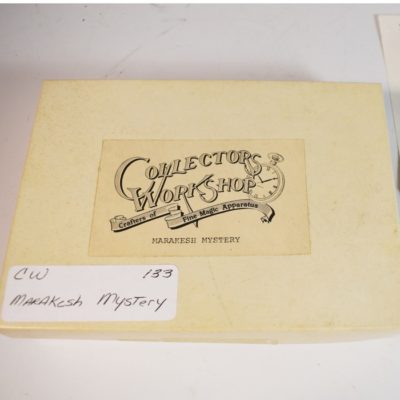 COLLECTORS
WORKSHOP
Crafters of Fine Magic Apparatus
MARAKESH MYSTERY
CW 133
MARAKesh MysTery